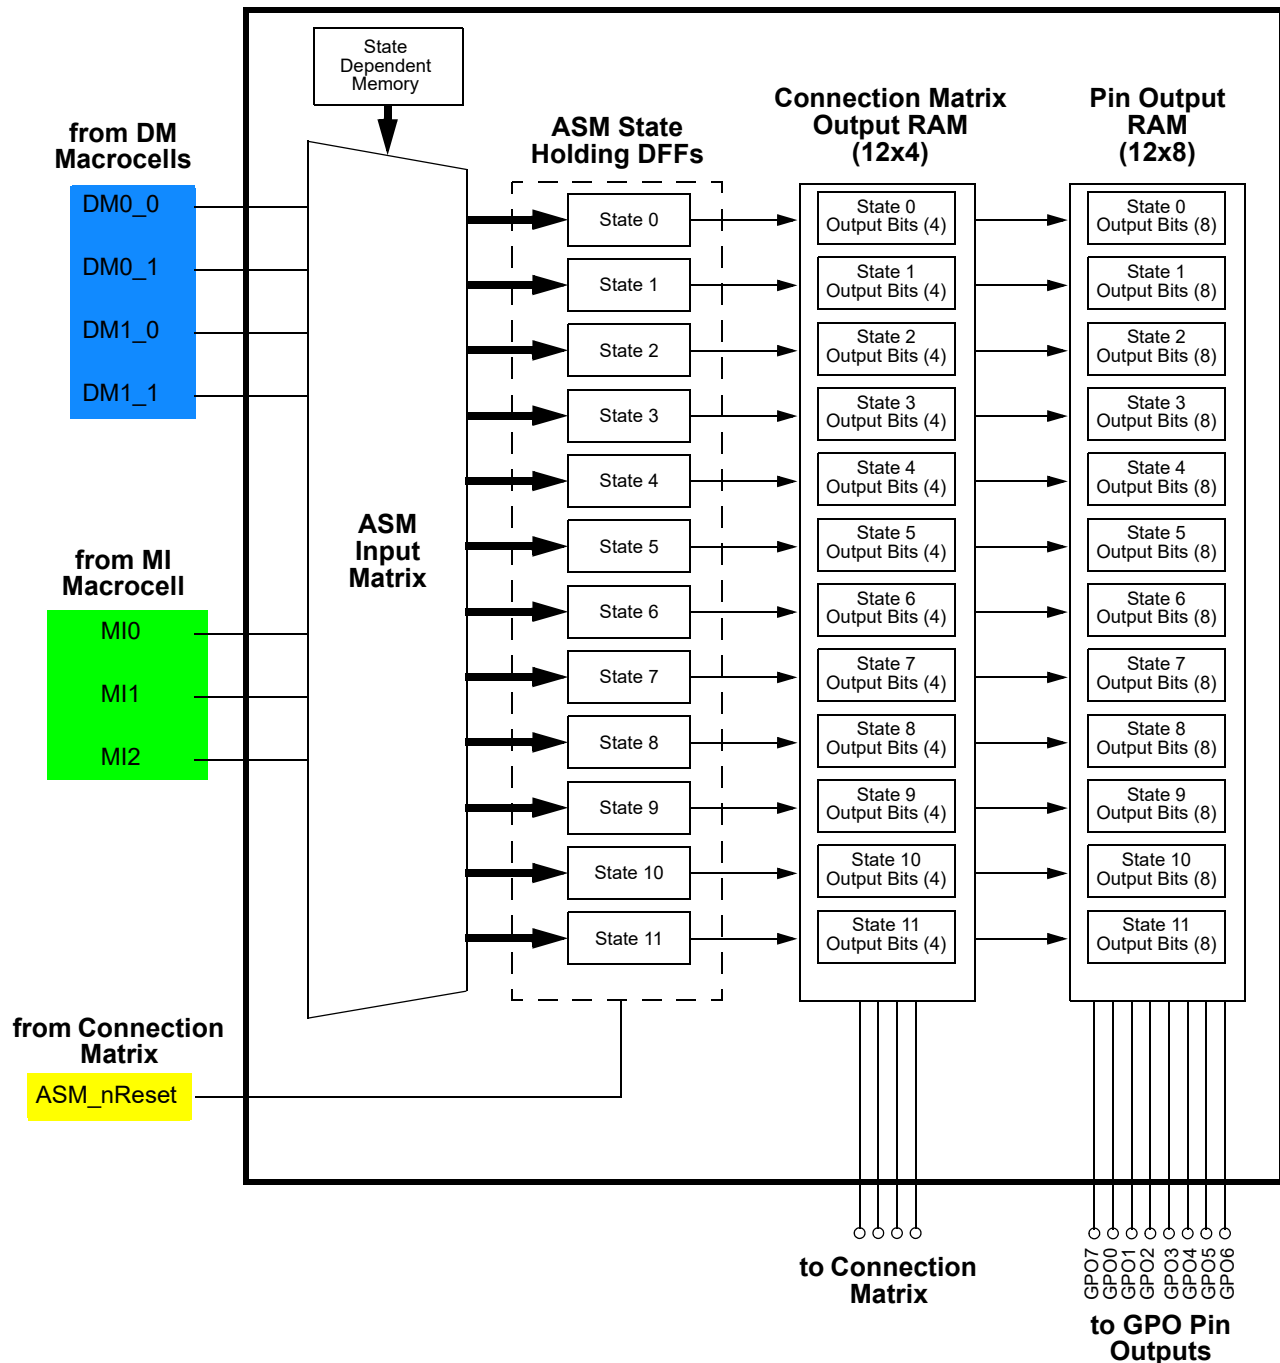 State
Dependent
Memory
from DM
Macrocells
DM0_0
DM0_1
DM1_0
DM1_1
from MI
Macrocell
MI0
MI1
MI2
from Connection
Matrix
ASM_nReset
ASM
Input
Matrix
ASM State
Holding DFFs
State 0
State 1
State 2
State 3
State 4
State 5
State 6
State 7
State 8
State 9
State 10
State 11
Connection Matrix
Output RAM
(12x4)
State 0
Output Bits (4)
State 1
Output Bits (4)
State 2
Output Bits (4)
State 3
Output Bits (4)
State 4
Output Bits (4)
State 5
Output Bits (4)
State 6
Output Bits (4)
State 7
Output Bits (4)
State 8
Output Bits (4)
State 9
Output Bits (4)
State 10
Output Bits (4)
State 11
Output Bits (4)
to Connection
Matrix
Pin Output
RAM
(12x8)
State 0
Output Bits (8)
State 1
Output Bits (8)
State 2
Output Bits (8)
State 3
Output Bits (8)
State 4
Output Bits (8)
State 5
Output Bits (8)
State 6
Output Bits (8)
State 7
Output Bits (8)
State 8
Output Bits (8)
State 9
Output Bits (8)
State 10
Output Bits (8)
State 11
Output Bits (8)
GPO7
GPO0
GPO1
GPO2
GPO3
GPO4
GPO5
GPO6
to GPO Pin
Outputs